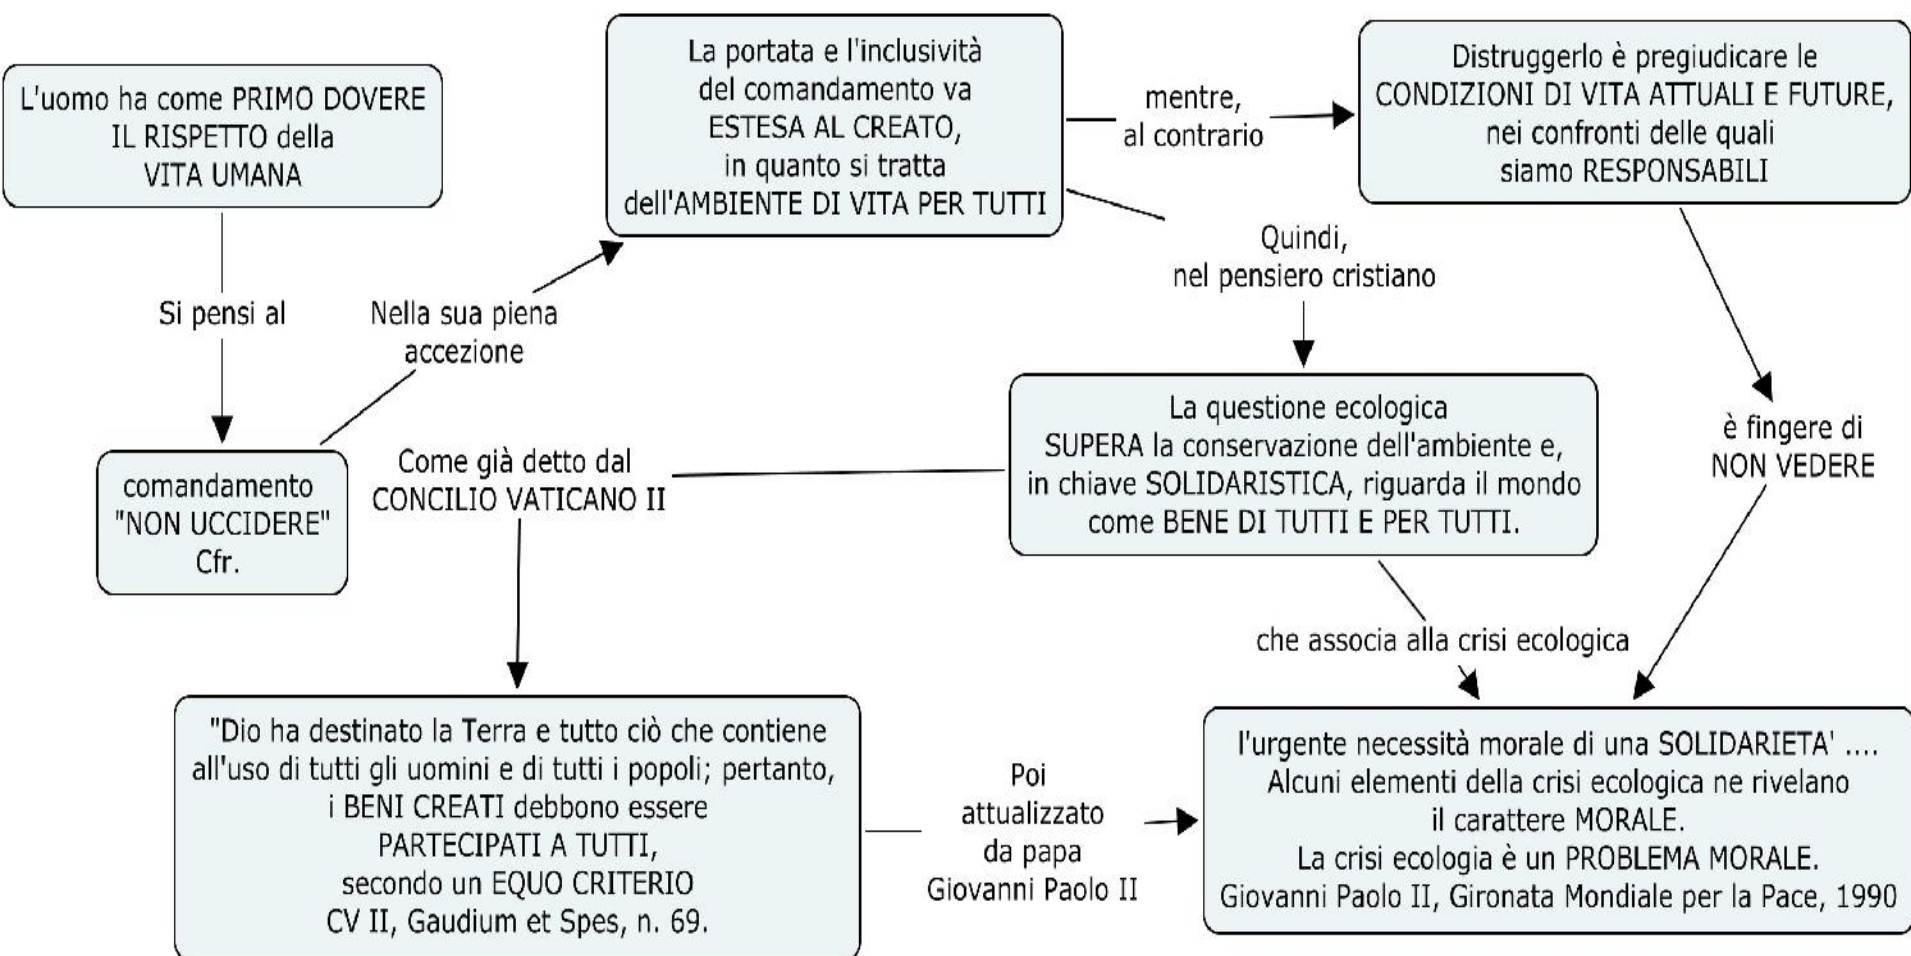 L'uomo ha come PRIMO DOVERE
IL RISPETTO della
VITA UMANA
Si pensi al
comandamento
"NON UCCIDERE"
Cfr.
Nella sua piena
accezione
La portata e l'inclusività
del comandamento va
ESTESA AL CREATO,
in quanto si tratta
dell'AMBIENTE DI VITA PER TUTTI
mentre,
al contrario
Distruggerlo è pregiudicare le
CONDIZIONI DI VITA ATTUALI E FUTURE,
nei confronti delle quali
siamo RESPONSABILI
è fingere di
NON VEDERE
Quindi,
nel pensiero cristiano
La questione ecologica
SUPERA la conservazione dell'ambiente e,
in chiave SOLIDARISTICA, riguarda il mondo
come BENE DI TUTTI E PER TUTTI.
Come già detto dal
CONCILIO VATICANO II
che associa alla crisi ecologica
"Dio ha destinato la Terra e tutto ciò che contiene
all'uso di tutti gli uomini e di tutti i popoli; pertanto,
i BENI CREATI debbono essere
PARTECIPATI A TUTTI,
secondo un EQUO CRITERIO
CV II, Gaudium et Spes, n. 69.
Poi
attualizzato
da papa
Giovanni Paolo II
l'urgente necessità morale di una SOLIDARIETA' ....
Alcuni elementi della crisi ecologica ne rivelano
il carattere MORALE.
La crisi ecologia è un PROBLEMA MORALE.
Giovanni Paolo II, Gironata Mondiale per la Pace, 1990